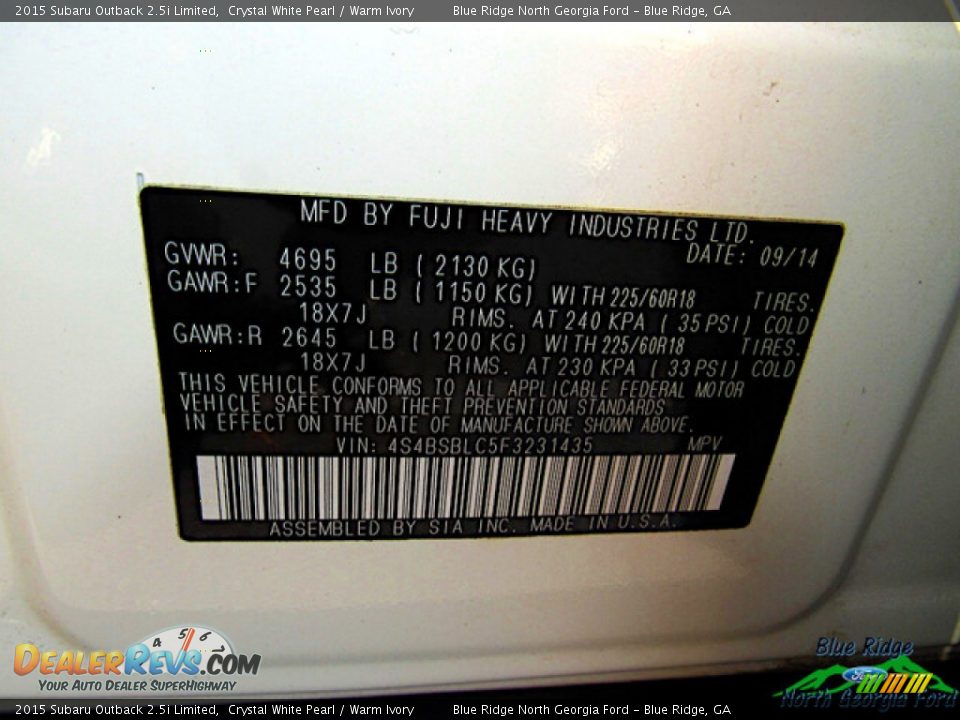 2015 Subaru Outback 2.5i Limited, Crystal White Pearl / Warm Ivory Blue Ridge North Georgia Ford - Blue Ridge, GA
MFD BY FUJI HEAVY INDUSTRIES LTD.
DATE: 09/14
GVWR: 4695 LB ( 2130 KG)
GAWR:F 2535 LB ( 1150 KG) WITH 225/60R18 TIRES.
18X7J RIMS. AT 240 KPA ( 35 PSI) COLD
GAWR:R 2645 LB ( 1200 KG) WITH 225/60R18 TIRES.
18X7J RIMS. AT 230 KPA ( 33 PSI) COLD
THIS VEHICLE CONFORMS TO ALL APPLICABLE FEDERAL MOTOR
VEHICLE SAFETY AND THEFT PREVENTION STANDARDS
IN EFFECT ON THE DATE OF MANUFACTURE SHOWN ABOVE.
VIN: 4S4BSBLC5F3231435 MPV
ASSEMBLED BY SIA INC. MADE IN U.S.A.
4 5 6 7
DEALERREVS.COM
YOUR AUTO DEALER SUPERHIGHWAY
Blue Ridge
Ford
North Georgia Ford
2015 Subaru Outback 2.5i Limited, Crystal White Pearl / Warm Ivory Blue Ridge North Georgia Ford - Blue Ridge, GA